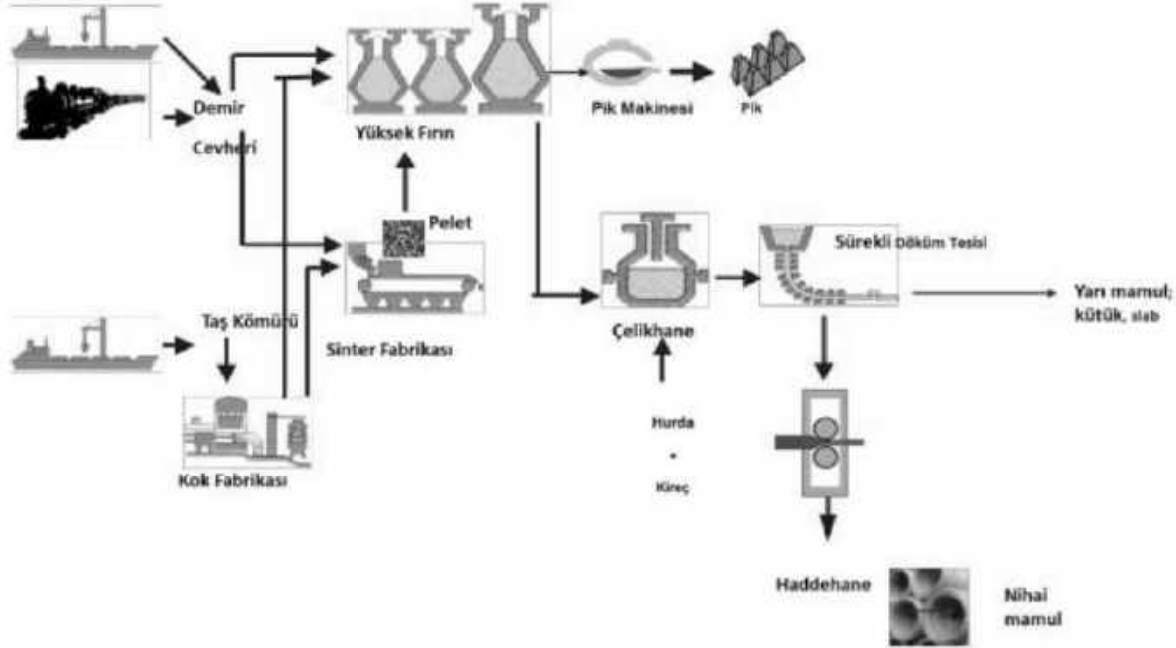 Demir
Cevheri
Yüksek Fırın
Pik Makinesi
Pik
Pelet
Sinter Fabrikası
Taş Kömürü
Kok Fabrikası
Çelikhane
Hurda
+
Kireç
Sürekli Döküm Tesisi
Yarı mamul;
kütük, slab
Haddehane
Nihai
mamul